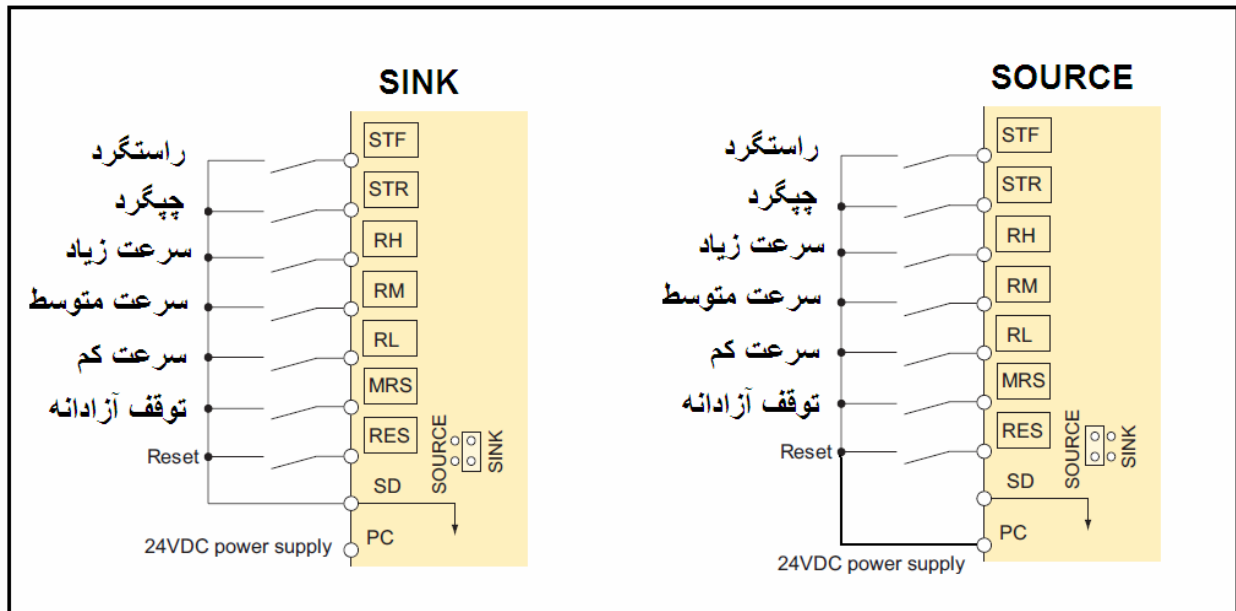 SINK
راستگرد STF
چپگرد STR
سرعت زیاد RH
سرعت متوسط RM
سرعت کم RL
توقف آزادانه MRS
Reset RES
SOURCE
SINK
SD
24VDC power supply PC
SOURCE
راستگرد STF
چپگرد STR
سرعت زیاد RH
سرعت متوسط RM
سرعت کم RL
توقف آزادانه MRS
Reset RES
SOURCE
SINK
SD
PC
24VDC power supply